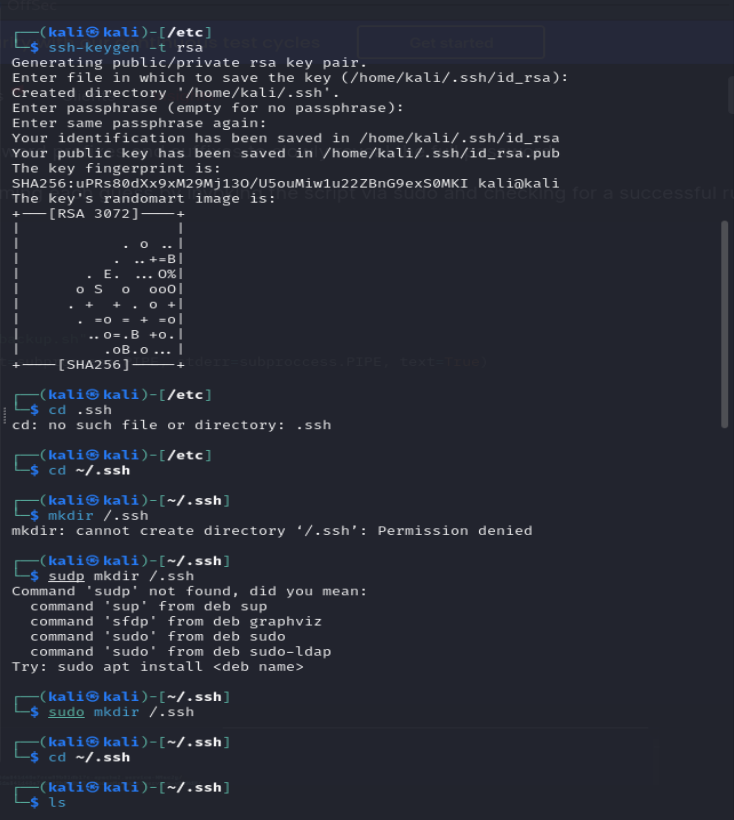 ┌──(kali㉿kali)-[/etc]
└─$ ssh-keygen -t rsa
Generating public/private rsa key pair.
Enter file in which to save the key (/home/kali/.ssh/id_rsa):
Created directory '/home/kali/.ssh'.
Enter passphrase (empty for no passphrase):
Enter same passphrase again:
Your identification has been saved in /home/kali/.ssh/id_rsa
Your public key has been saved in /home/kali/.ssh/id_rsa.pub
The key fingerprint is:
SHA256:uPRs80dXx9xM29Mj13O/U5ouMiw1u22ZBnG9exS0MKI kali@kali
The key's randomart image is:
+---[RSA 3072]----+
|                 |
|            . o ..|
|           . ..+=B|
|        . E. ...O%|
|       o S  o  ooO|
|      . +  + . o +|
|       . =o = + =o|
|        ..o=.B +o.|
|          .oB.o...|
+----[SHA256]-----+
┌──(kali㉿kali)-[/etc]
└─$ cd .ssh
cd: no such file or directory: .ssh
┌──(kali㉿kali)-[/etc]
└─$ cd ~/.ssh
┌──(kali㉿kali)-[~/.ssh]
└─$ mkdir /.ssh
mkdir: cannot create directory ‘/.ssh’: Permission denied
┌──(kali㉿kali)-[~/.ssh]
└─$ sudp mkdir /.ssh
Command 'sudp' not found, did you mean:
  command 'sup' from deb sup
  command 'sfdp' from deb graphviz
  command 'sudo' from deb sudo
  command 'sudo' from deb sudo-ldap
Try: sudo apt install <deb name>
┌──(kali㉿kali)-[~/.ssh]
└─$ sudo mkdir /.ssh
┌──(kali㉿kali)-[~/.ssh]
└─$ cd ~/.ssh
┌──(kali㉿kali)-[~/.ssh]
└─$ ls